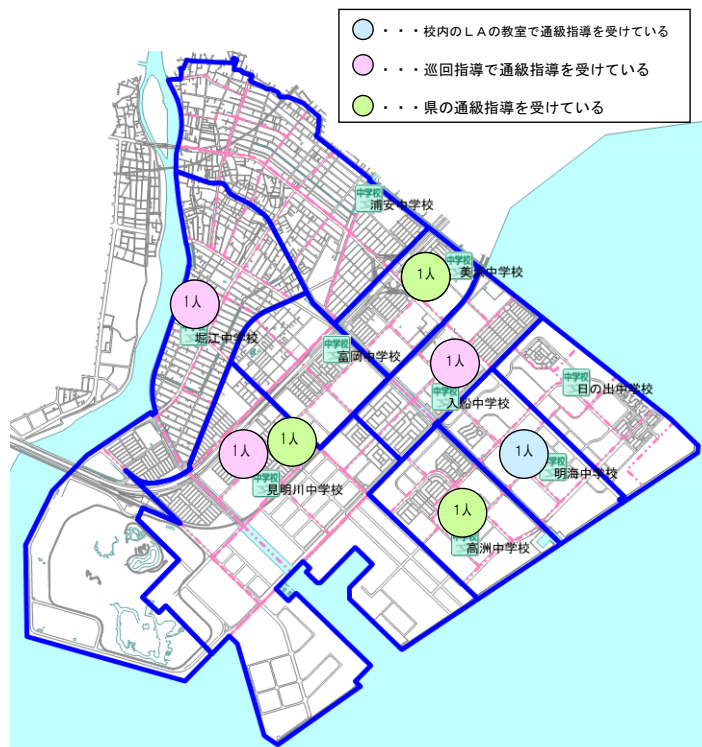 ・・・校内のＬＡの教室で通級指導を受けている
・・・巡回指導で通級指導を受けている
・・・県の通級指導を受けている
中学校
浦安中学校
中学校
美浜中学校
1人
1人
堀江中学校
中学校
富岡中学校
1人
中学校
入船中学校
中学校
日の出中学校
1人
1人
中学校
見明川中学校
1人
中学校
明海中学校
1人
中学校
高洲中学校